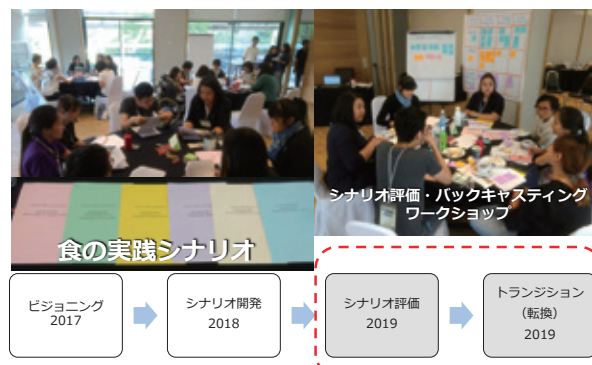 食の実践シナリオ
シナリオ評価・バックキャスティング
ワークショップ
ビジョニング
2017
シナリオ開発
2018
シナリオ評価
2019
トランジション
（転換）
2019